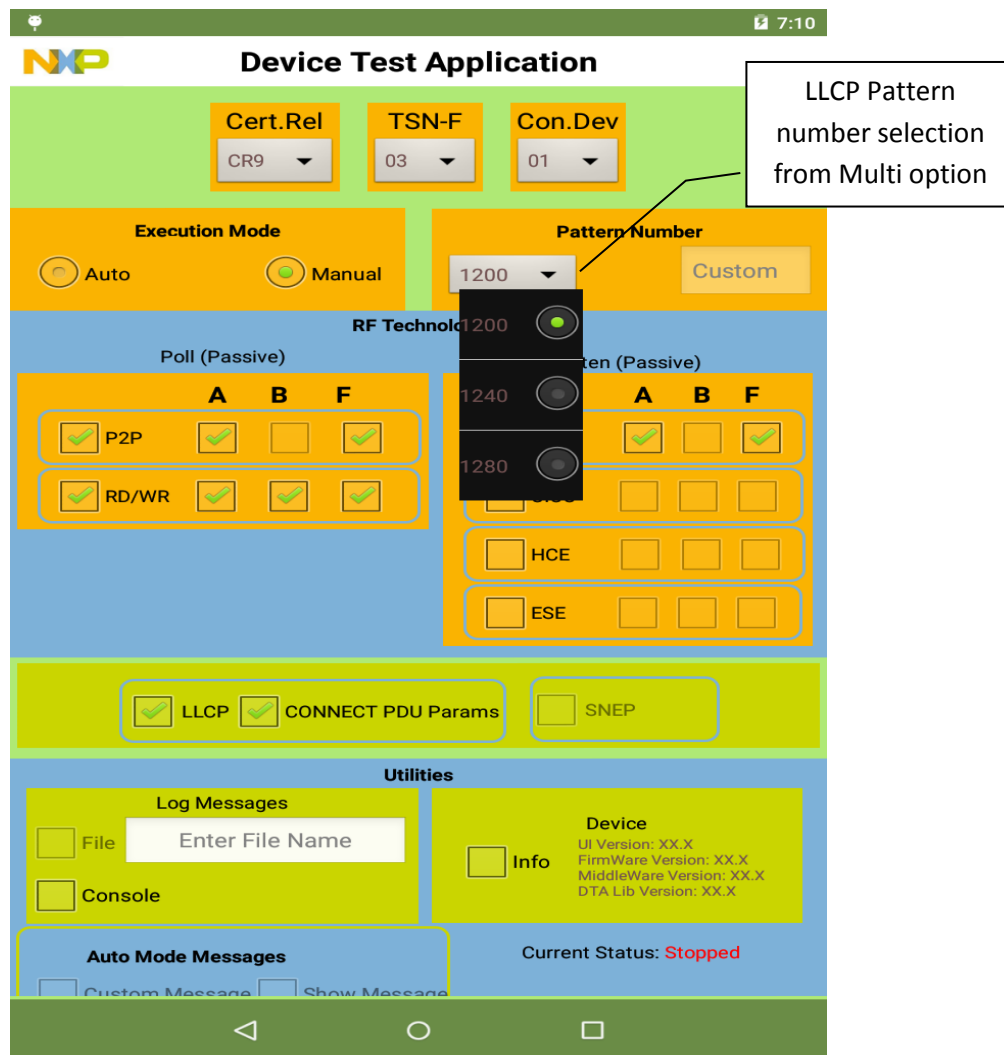 7:10
NXP
Device Test Application
LLCP Pattern
number selection
from Multi option
Cert.Rel
TSN-F
Con.Dev
CR9
03
01
Execution Mode
Pattern Number
Auto
Manual
1200
Custom
RF Technolo
1200
1240
1280
Poll (Passive)
ten (Passive)
A B F
A B F
P2P
RD/WR
HCE
ESE
LLCP
CONNECT PDU Params
SNEP
Utilities
Log Messages
File
Enter File Name
Console
Info
Device
UI Version: XX.X
FirmWare Version: XX.X
MiddleWare Version: XX.X
DTA Lib Version: XX.X
Auto Mode Messages
Current Status: Stopped
Custom Message
Show Message